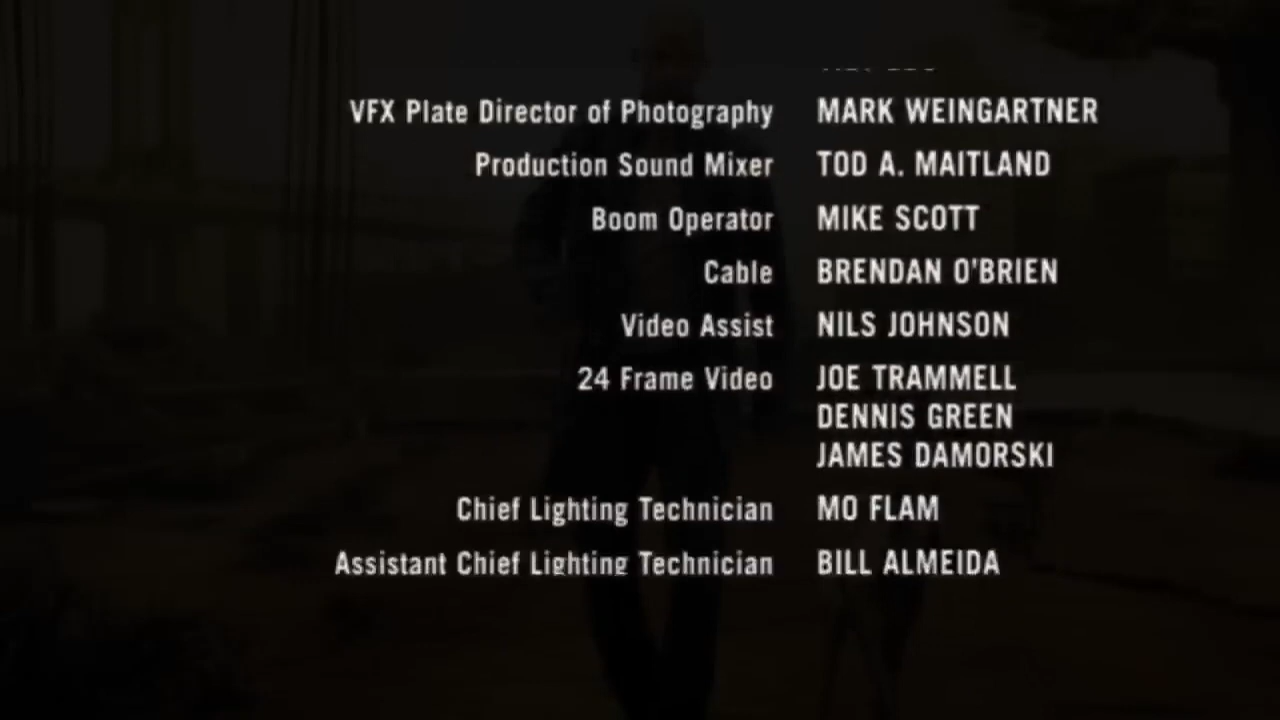 VFX Plate Director of Photography MARK WEINGARTNER
Production Sound Mixer TOD A. MAITLAND
Boom Operator MIKE SCOTT
Cable BRENDAN O'BRIEN
Video Assist NILS JOHNSON
24 Frame Video JOE TRAMMELL
DENNIS GREEN
JAMES DAMORSKI
Chief Lighting Technician MO FLAM
Assistant Chief Lighting Technician BILL ALMEIDA